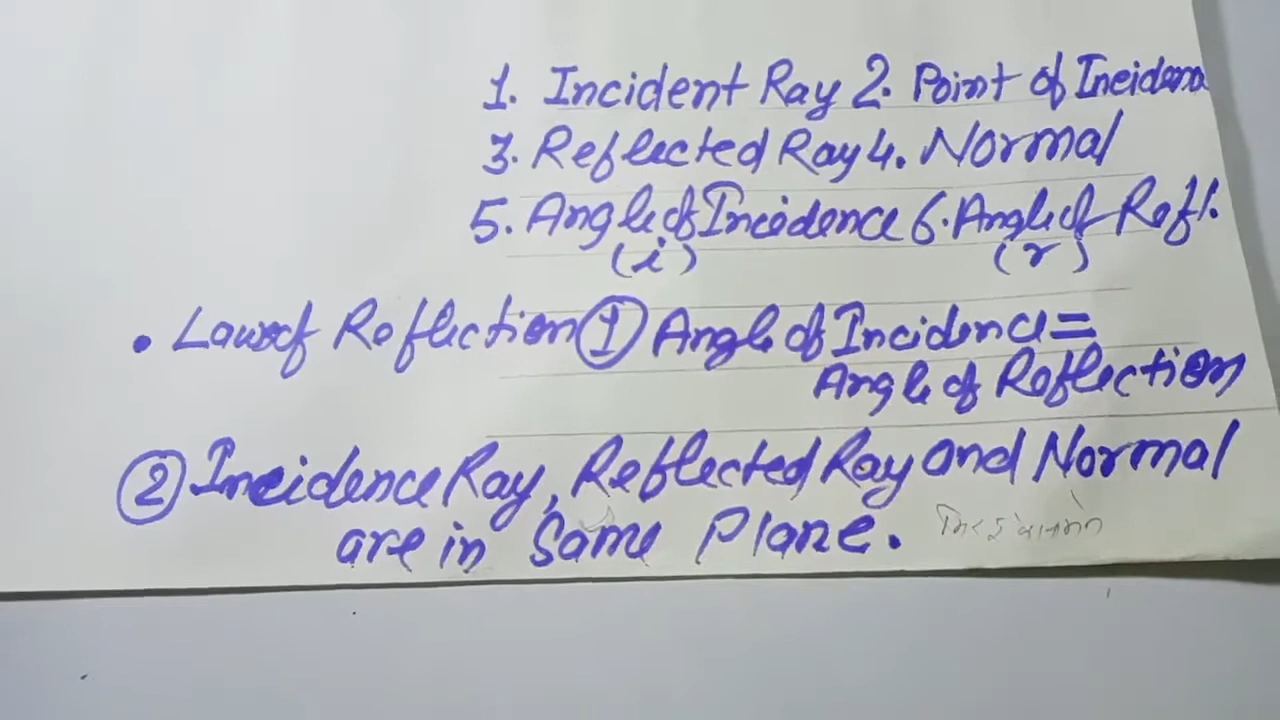 1. Incident Ray 2. Point of Incidenc
3. Reflected Ray 4. Normal
5. Angle of Incidence 6. Angle of Refl.
(i) (r)
• Laws of Reflection ① Angle of Incidence =
Angle of Reflection
② Incidence Ray, Reflected Ray and Normal
are in Same Plane.